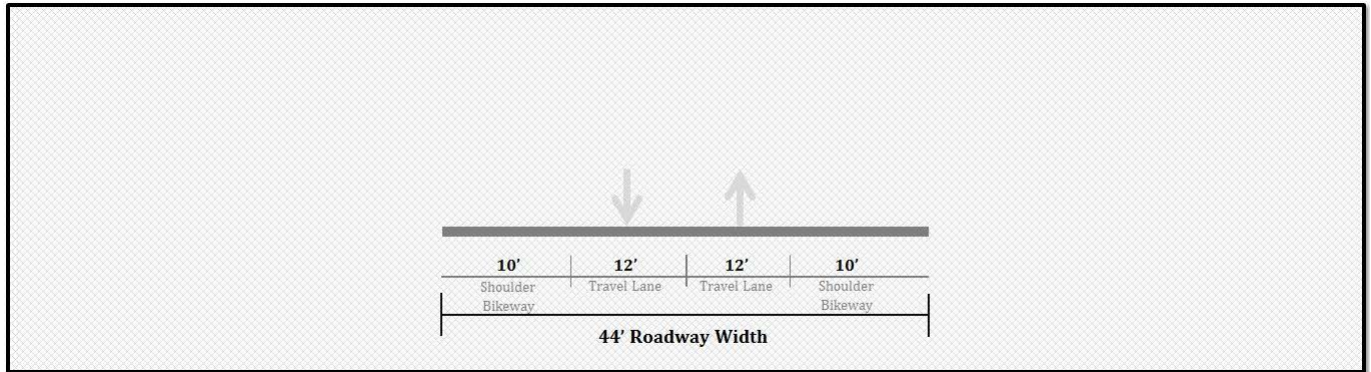 10’ 12’ 12’ 10’
Shoulder Bikeway Travel Lane Travel Lane Shoulder Bikeway
44’ Roadway Width